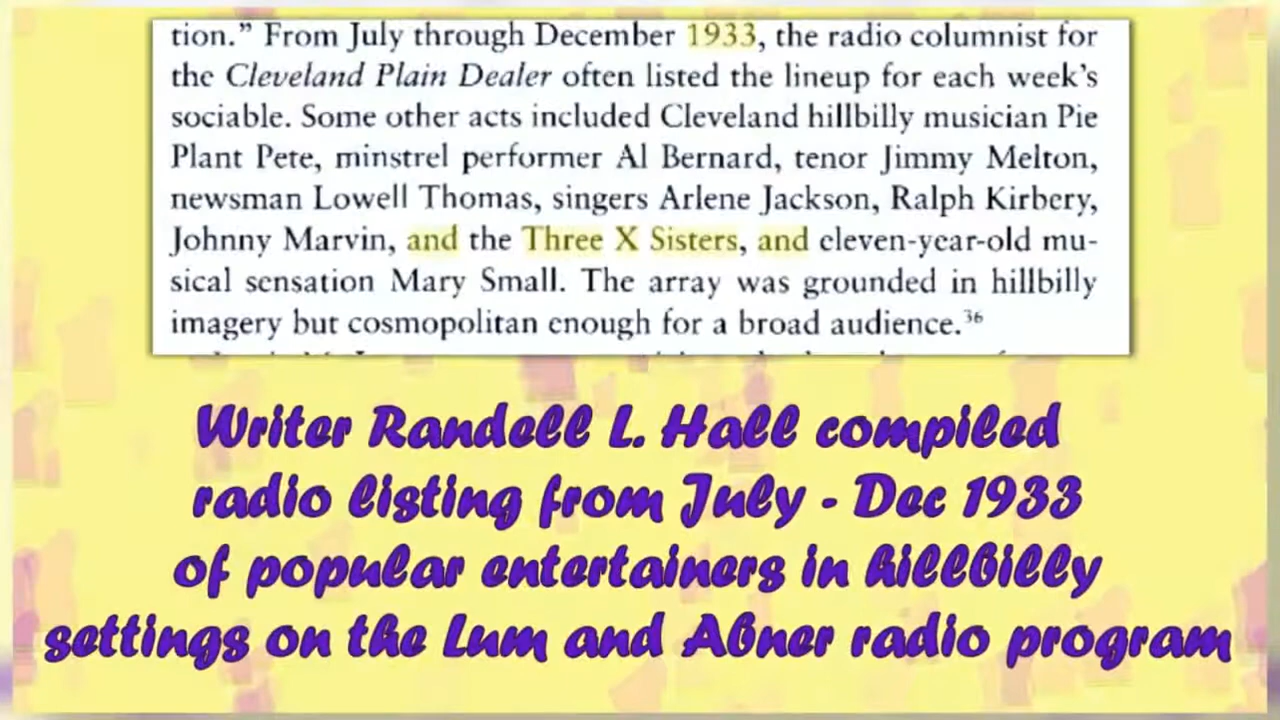 tion.” From July through December 1933, the radio columnist for
the Cleveland Plain Dealer often listed the lineup for each week’s
sociable. Some other acts included Cleveland hillbilly musician Pie
Plant Pete, minstrel performer Al Bernard, tenor Jimmy Melton,
newsman Lowell Thomas, singers Arlene Jackson, Ralph Kirbery,
Johnny Marvin, and the Three X Sisters, and eleven-year-old mu-
sical sensation Mary Small. The array was grounded in hillbilly
imagery but cosmopolitan enough for a broad audience.36
Writer Randell L. Hall compiled
radio listing from July - Dec 1933
of popular entertainers in hillbilly
settings on the Lum and Abner radio program